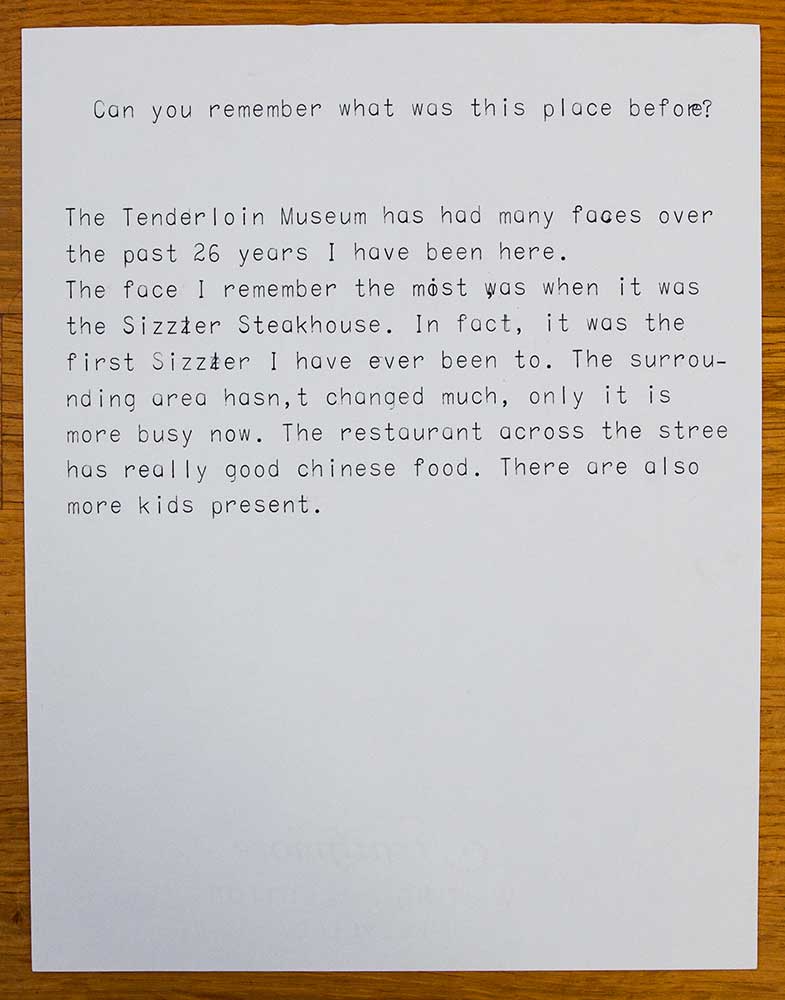 Can you remember what was this place before?
The Tenderloin Museum has had many faces over
the past 26 years I have been here.
The face I remember the most was when it was
the Sizzler Steakhouse. In fact, it was the
first Sizzler I have ever been to. The surrou-
nding area hasn,t changed much, only it is
more busy now. The restaurant across the stree
has really good chinese food. There are also
more kids present.